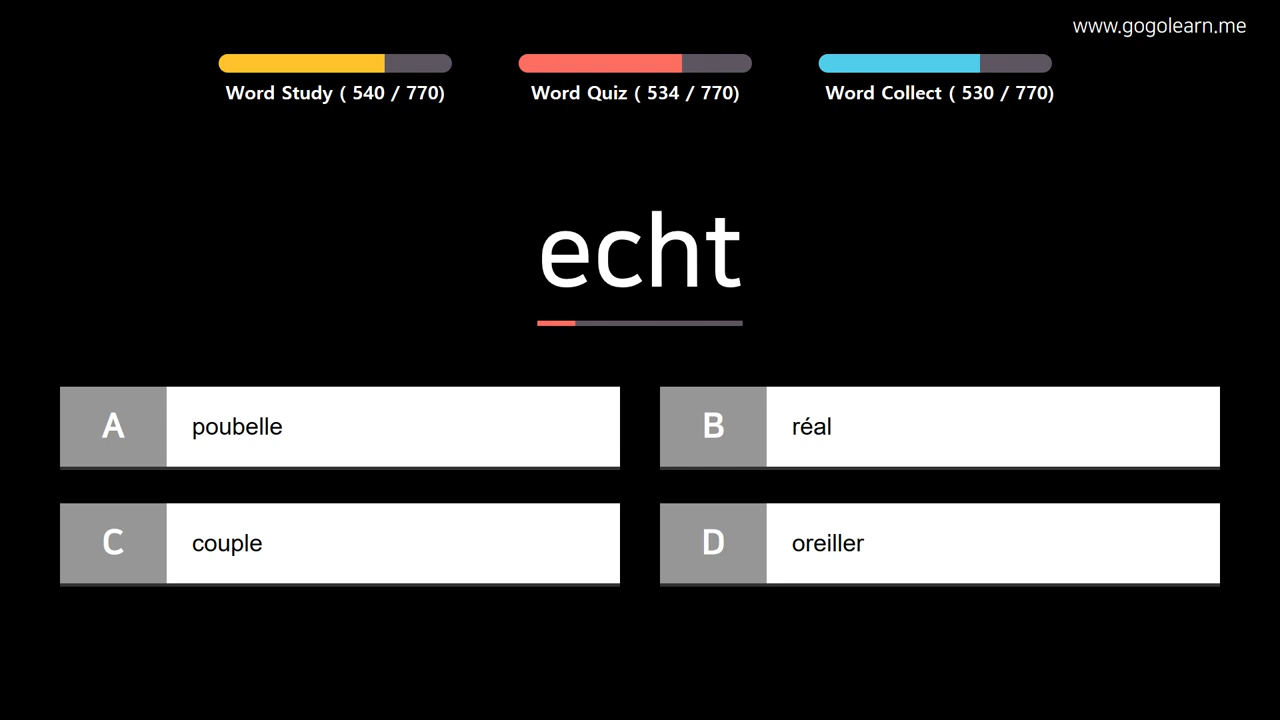 www.gogolearn.me
Word Study ( 540 / 770)
Word Quiz ( 534 / 770)
Word Collect ( 530 / 770)
echt
A poubelle
B réal
C couple
D oreiller